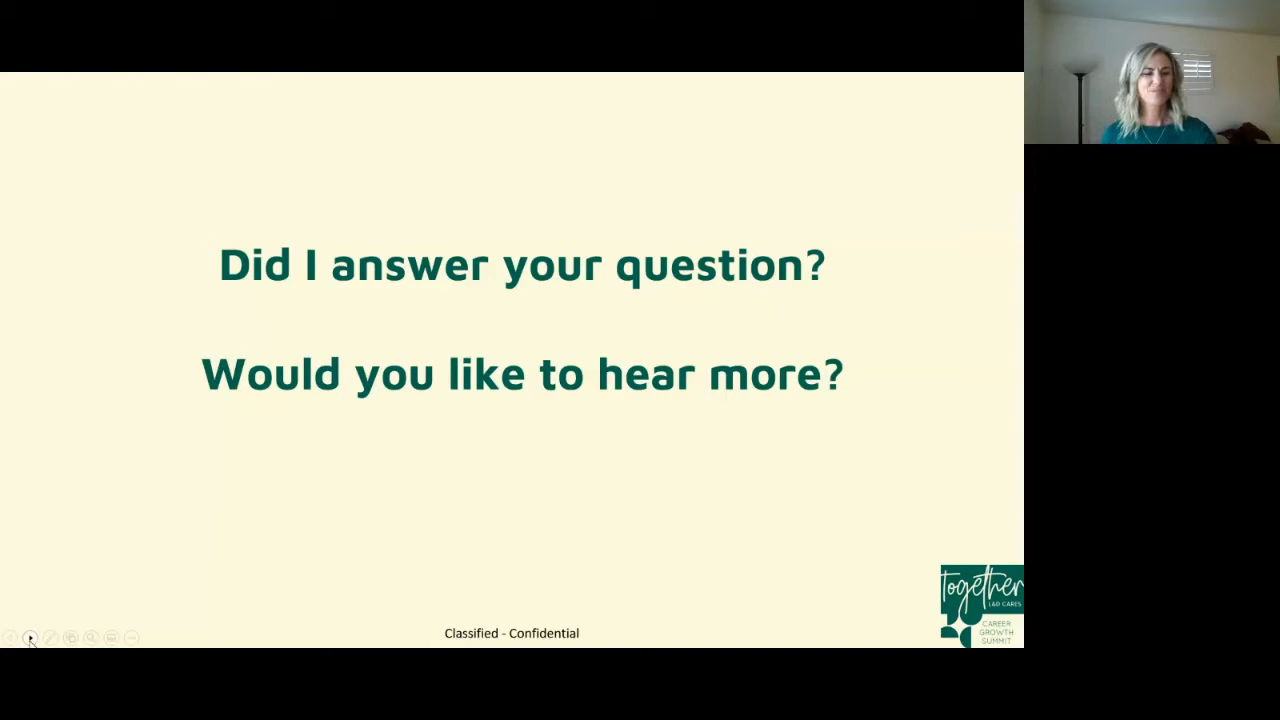 Did I answer your question?
Would you like to hear more?
together
L&D CARES
CAREER
GROWTH
SUMMIT
Classified - Confidential